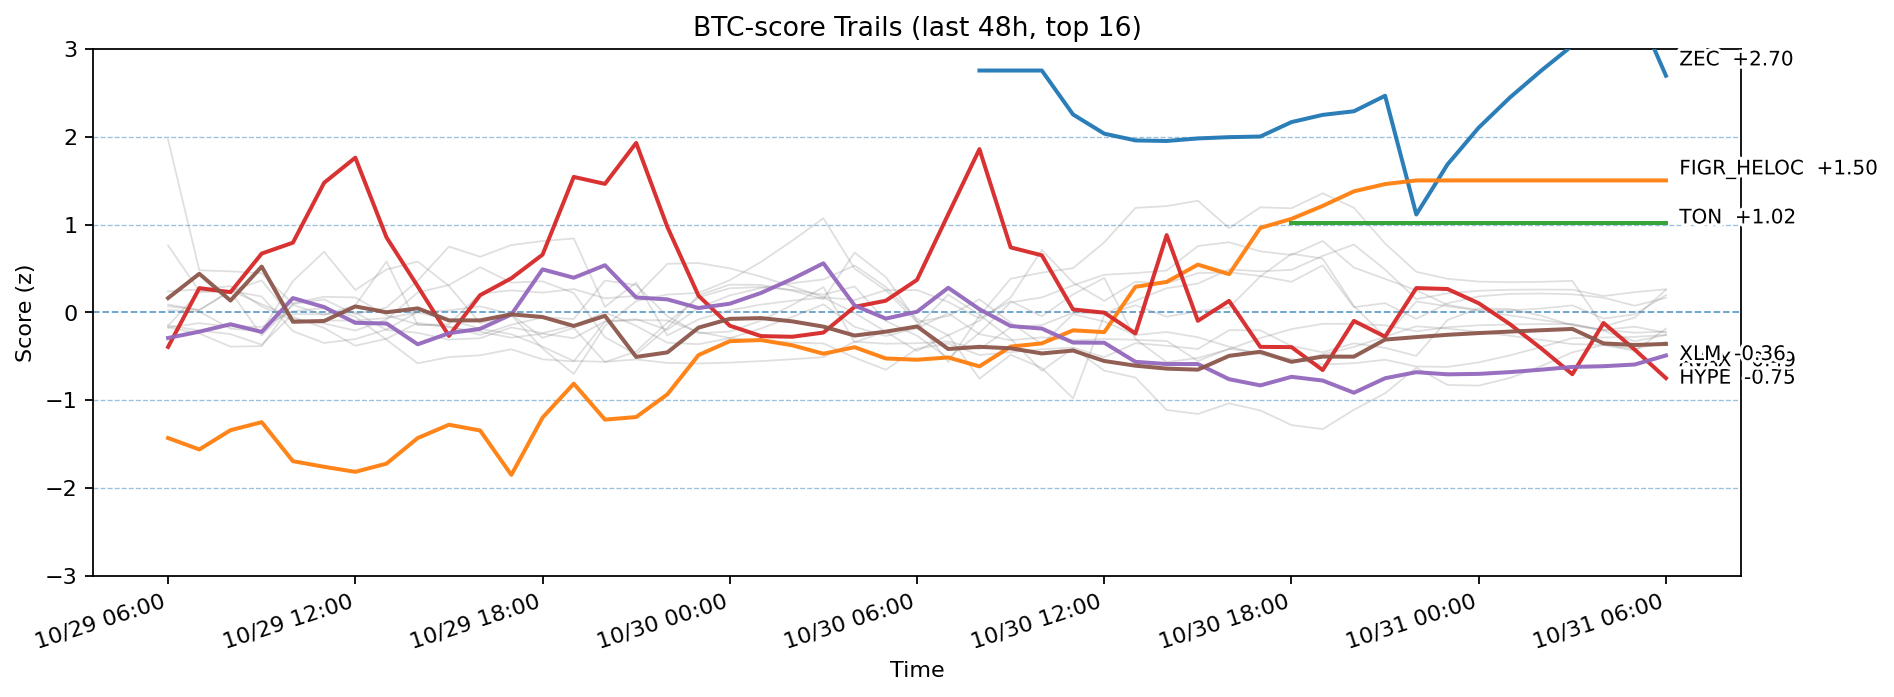 BTC-score Trails (last 48h, top 16)
3
2
1
0
−1
−2
−3
Score (z)
ZEC +2.70
FIGR_HELOC +1.50
TON +1.02
XLM -0.36
HYPE -0.75
10/29 06:00
10/29 12:00
10/29 18:00
10/30 00:00
10/30 06:00
10/30 12:00
10/30 18:00
10/31 00:00
10/31 06:00
Time